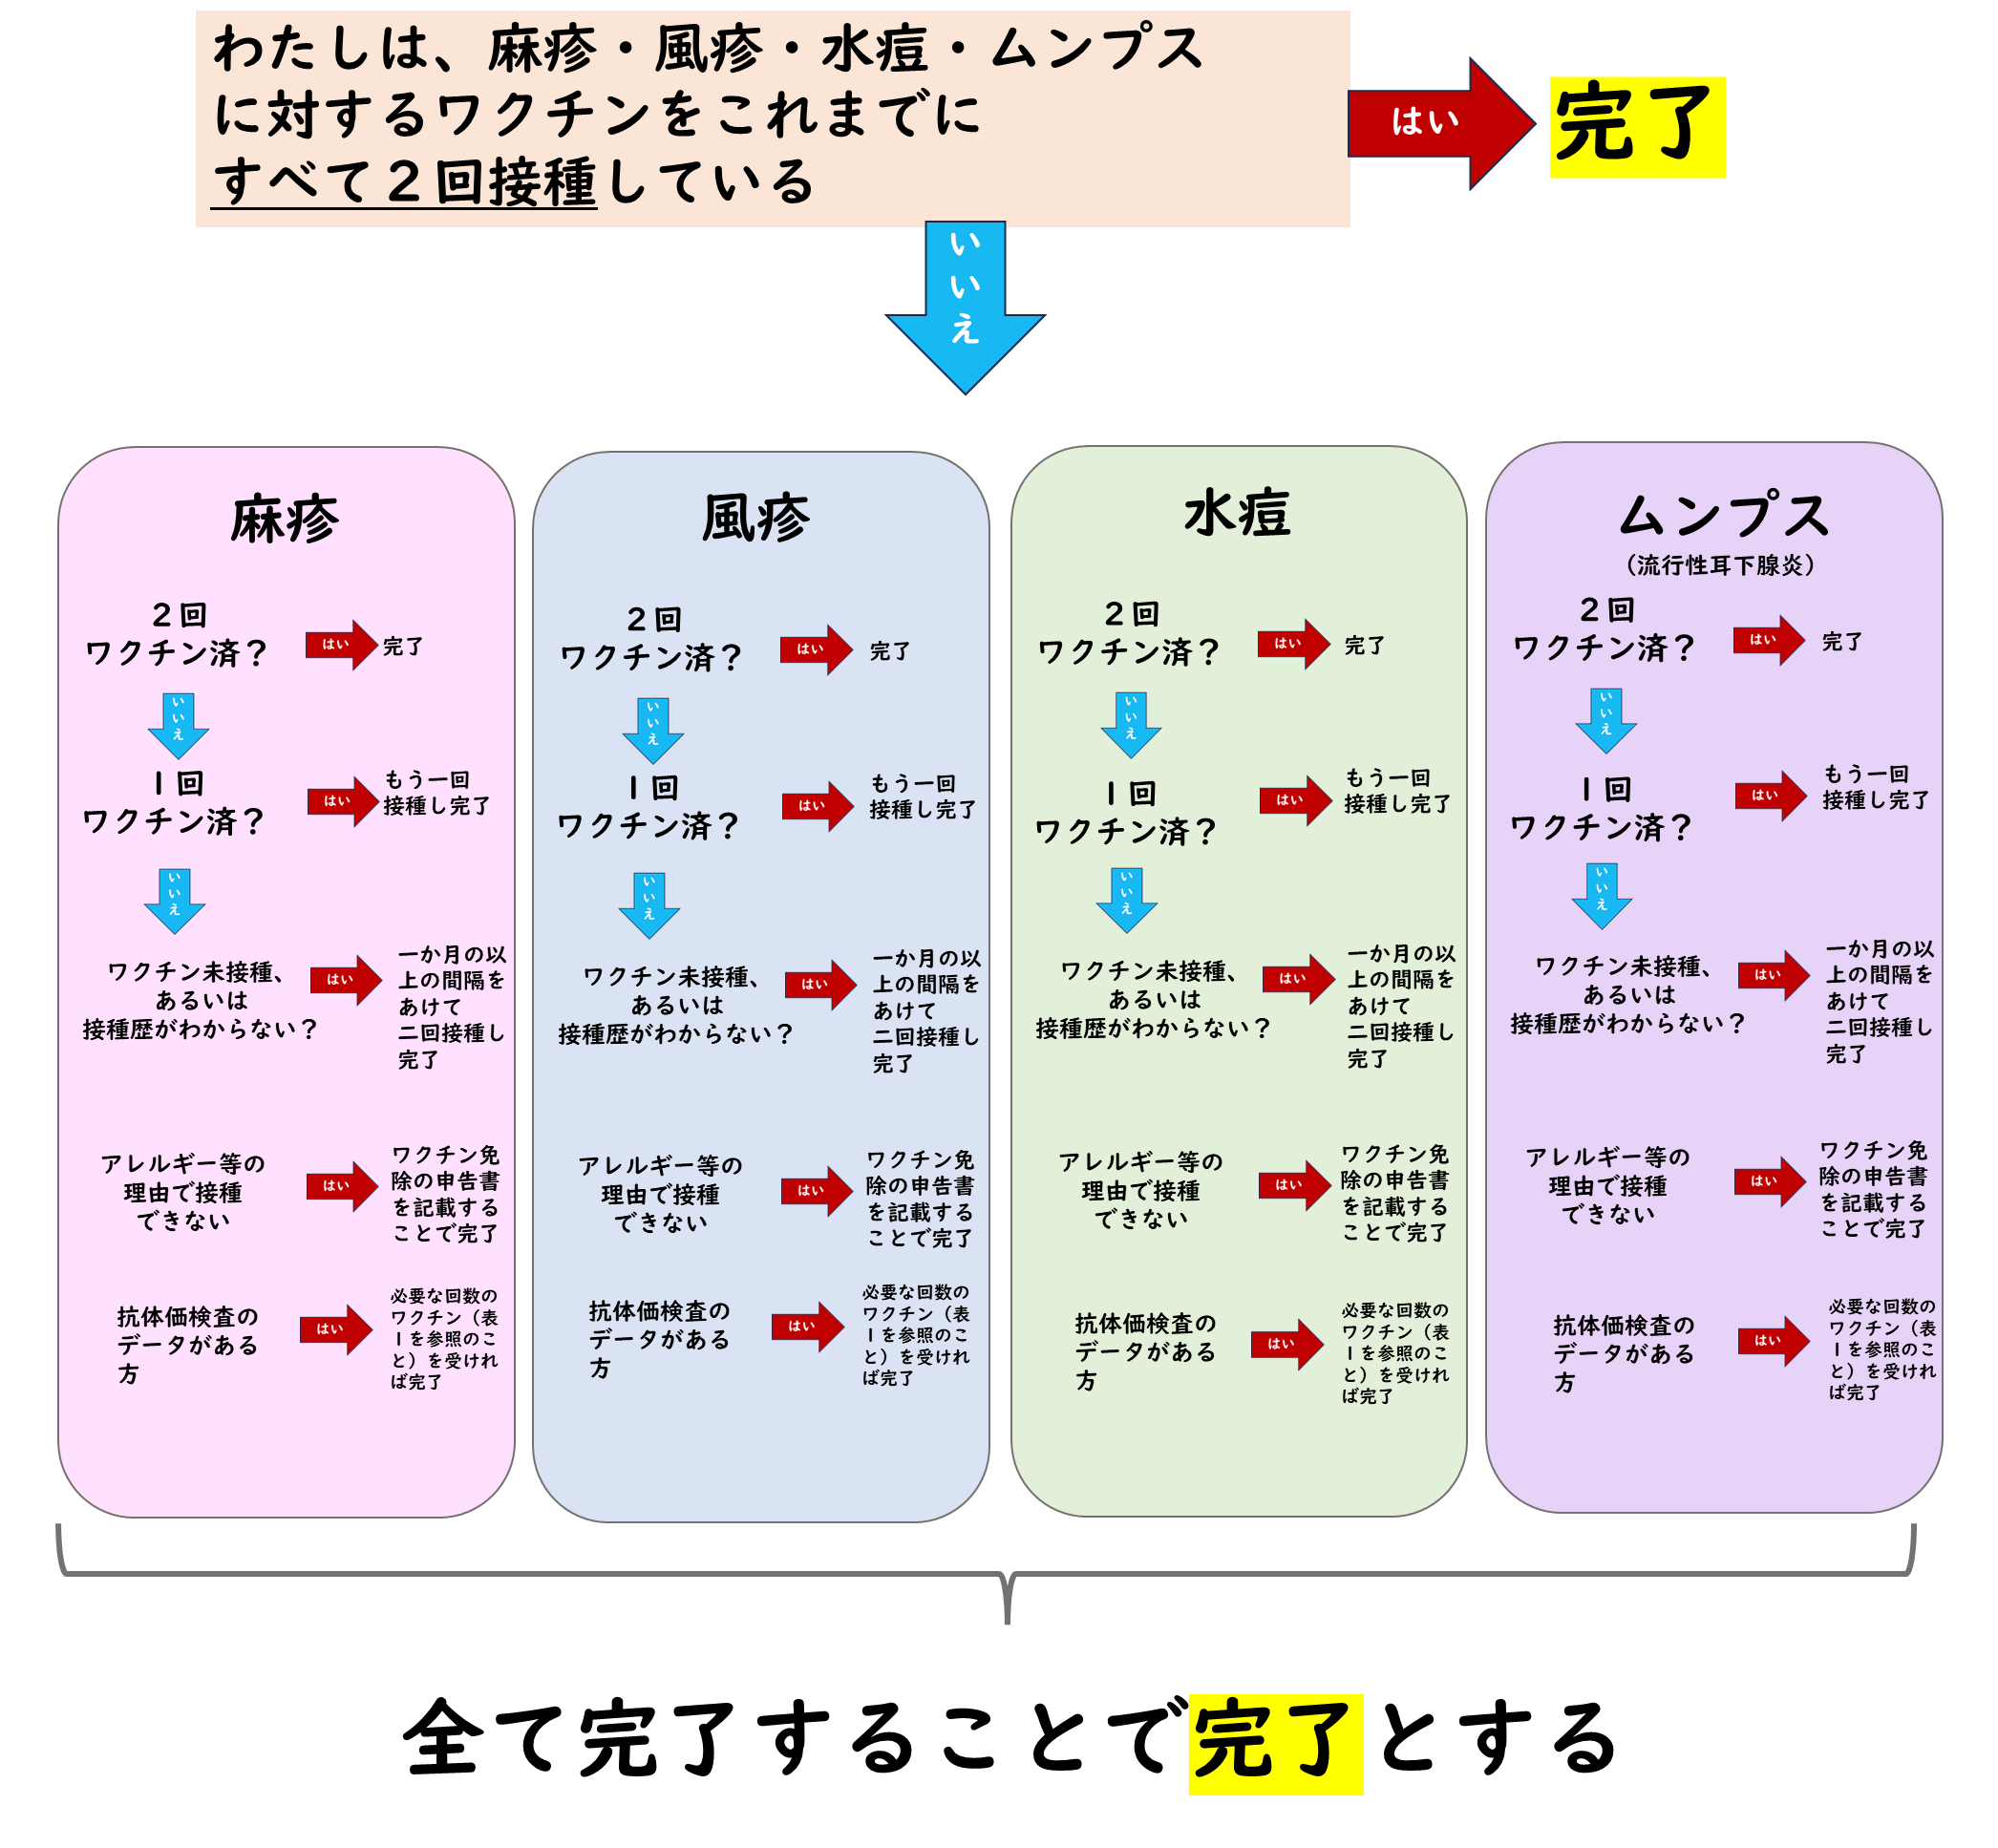 わたしは、麻疹・風疹・水痘・ムンプス
に対するワクチンをこれまでに
すべて２回接種している
はい
完了
いいえ
麻疹
２回
ワクチン済？
はい
完了
いいえ
１回
ワクチン済？
はい
もう一回
接種し完了
いいえ
ワクチン未接種、
あるいは
接種歴がわからない？
はい
一か月の以
上の間隔を
あけて
二回接種し
完了
アレルギー等の
理由で接種
できない
はい
ワクチン免
除の申告書
を記載する
ことで完了
抗体価検査の
データがある
方
はい
必要な回数の
ワクチン（表
１を参照のこ
と）を受けれ
ば完了
風疹
２回
ワクチン済？
はい
完了
いいえ
１回
ワクチン済？
はい
もう一回
接種し完了
いいえ
ワクチン未接種、
あるいは
接種歴がわからない？
はい
一か月の以
上の間隔を
あけて
二回接種し
完了
アレルギー等の
理由で接種
できない
はい
ワクチン免
除の申告書
を記載する
ことで完了
抗体価検査の
データがある
方
はい
必要な回数の
ワクチン（表
１を参照のこ
と）を受けれ
ば完了
水痘
２回
ワクチン済？
はい
完了
いいえ
１回
ワクチン済？
はい
もう一回
接種し完了
いいえ
ワクチン未接種、
あるいは
接種歴がわからない？
はい
一か月の以
上の間隔を
あけて
二回接種し
完了
アレルギー等の
理由で接種
できない
はい
ワクチン免
除の申告書
を記載する
ことで完了
抗体価検査の
データがある
方
はい
必要な回数の
ワクチン（表
１を参照のこ
と）を受けれ
ば完了
ムンプス
（流行性耳下腺炎）
２回
ワクチン済？
はい
完了
いいえ
１回
ワクチン済？
はい
もう一回
接種し完了
いいえ
ワクチン未接種、
あるいは
接種歴がわからない？
はい
一か月の以
上の間隔を
あけて
二回接種し
完了
アレルギー等の
理由で接種
できない
はい
ワクチン免
除の申告書
を記載する
ことで完了
抗体価検査の
データがある
方
はい
必要な回数の
ワクチン（表
１を参照のこ
と）を受けれ
ば完了
全て完了することで完了とする